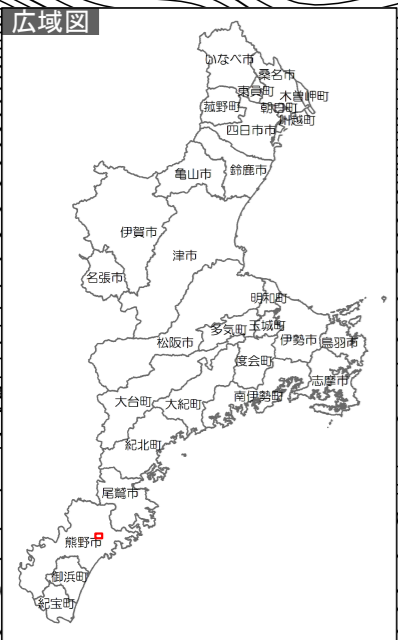 広域図
いなべ市
桑名市
東員町
木曽岬町
菰野町
朝日町
川越町
四日市市
亀山市
鈴鹿市
伊賀市
津市
名張市
明和町
多気町
玉城町
松阪市
伊勢市
鳥羽市
度会町
志摩市
大台町
大紀町
南伊勢町
紀北町
尾鷲市
熊野市
御浜町
紀宝町